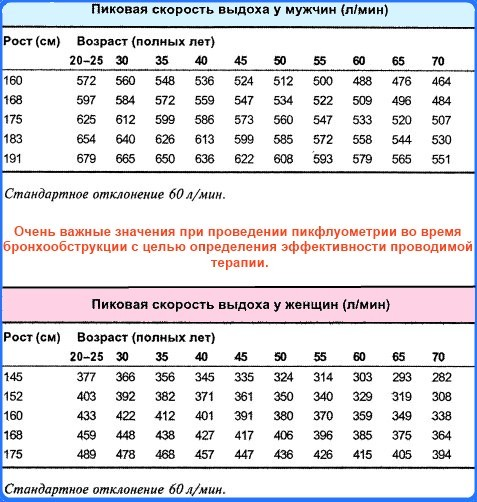 Пиковая скорость выдоха у мужчин (л/мин)
Рост (см) Возраст (полных лет)
20–25 30 35 40 45 50 55 60 65 70
160 572 560 548 536 524 512 500 488 476 464
168 597 584 572 559 547 534 522 509 496 484
175 625 612 599 586 573 560 547 533 520 507
183 654 640 626 613 599 585 572 558 544 530
191 679 665 650 636 622 608 593 579 565 551
Стандартное отклонение 60 л/мин.
Очень важные значения при проведении пикфлуометрии во время
бронхообструкции с целью определения эффективности проводимой
терапии.
Пиковая скорость выдоха у женщин (л/мин)
Рост (см) Возраст (полных лет)
20–25 30 35 40 45 50 55 60 65 70
145 377 366 356 345 335 324 314 303 293 282
152 403 392 382 371 361 350 340 329 319 308
160 433 422 412 401 391 380 370 359 349 338
168 459 448 438 427 417 406 396 385 375 364
175 489 478 468 457 447 436 426 415 405 394
Стандартное отклонение 60 л/мин.